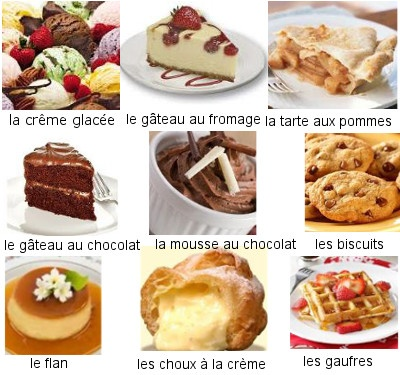 la crême glacée
le gâteau au fromage
la tarte aux pommes
le gâteau au chocolat
la mousse au chocolat
les biscuits
le flan
les choux à la crème
les gaufres